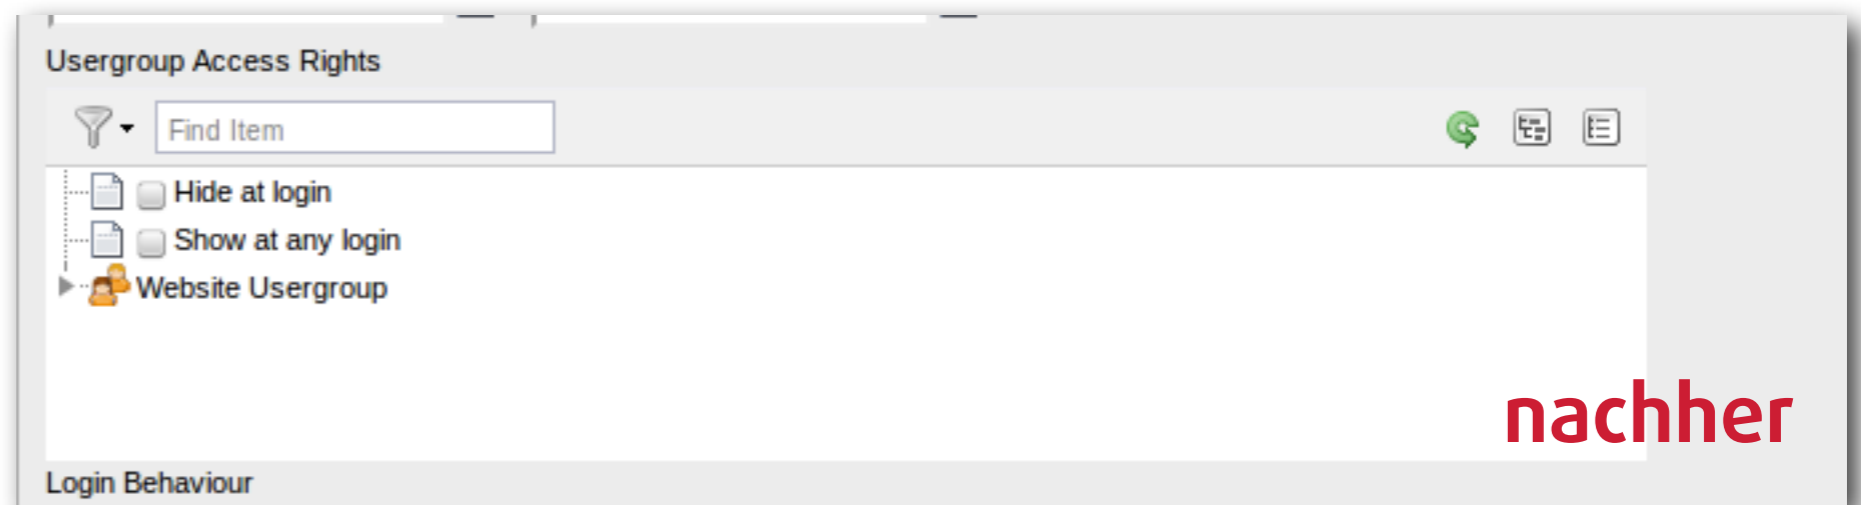 Usergroup Access Rights
Find Item
Hide at login
Show at any login
Website Usergroup
nachher
Login Behaviour